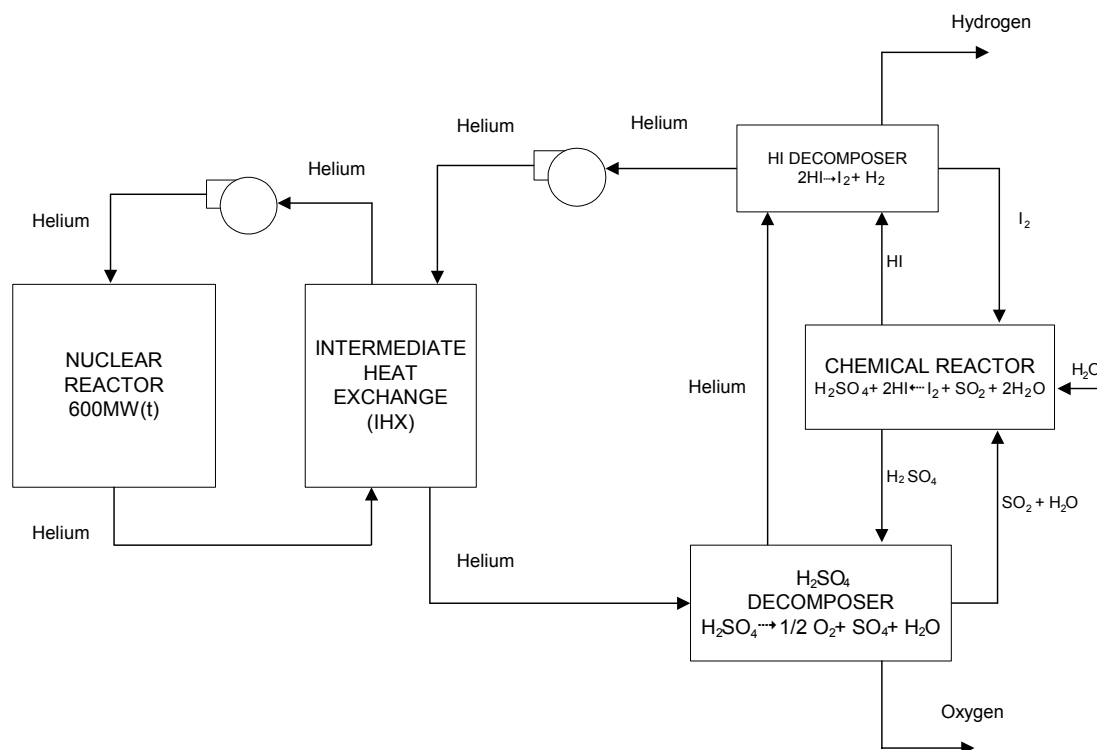 Hydrogen
Helium
Helium
HI DECOMPOSER
2HI⇢I₂+ H₂
Helium
Helium
I₂
HI
NUCLEAR
REACTOR
600MW(t)
INTERMEDIATE
HEAT
EXCHANGE
(IHX)
Helium
CHEMICAL REACTOR
H₂SO₄+ 2HI⇠I₂ + SO₂ + 2H₂O
H₂O
H₂SO₄
SO₂ + H₂O
Helium
Helium
H₂SO₄
DECOMPOSER
H₂SO₄⇢1/2 O₂+ SO₄+ H₂O
Oxygen